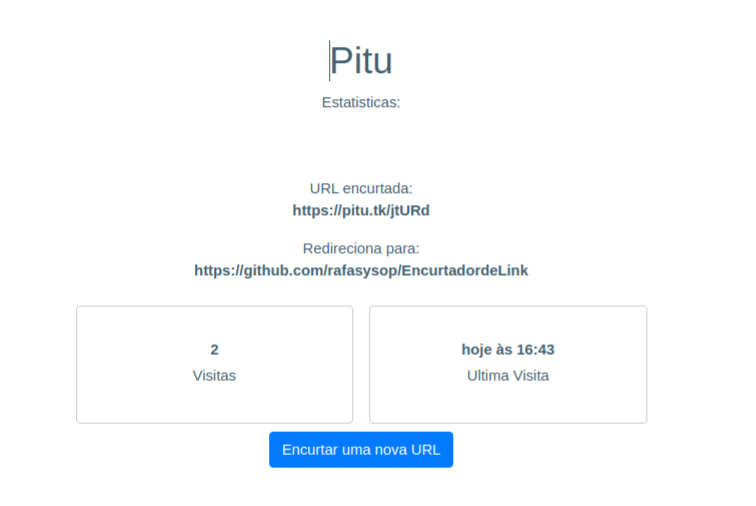 Pitu
Estatisticas:
URL encurtada:
https://pitu.tk/jtURd
Redireciona para:
https://github.com/rafasysop/EncurtadordeLink
2
Visitas
hoje às 16:43
Ultima Visita
Encurtar uma nova URL